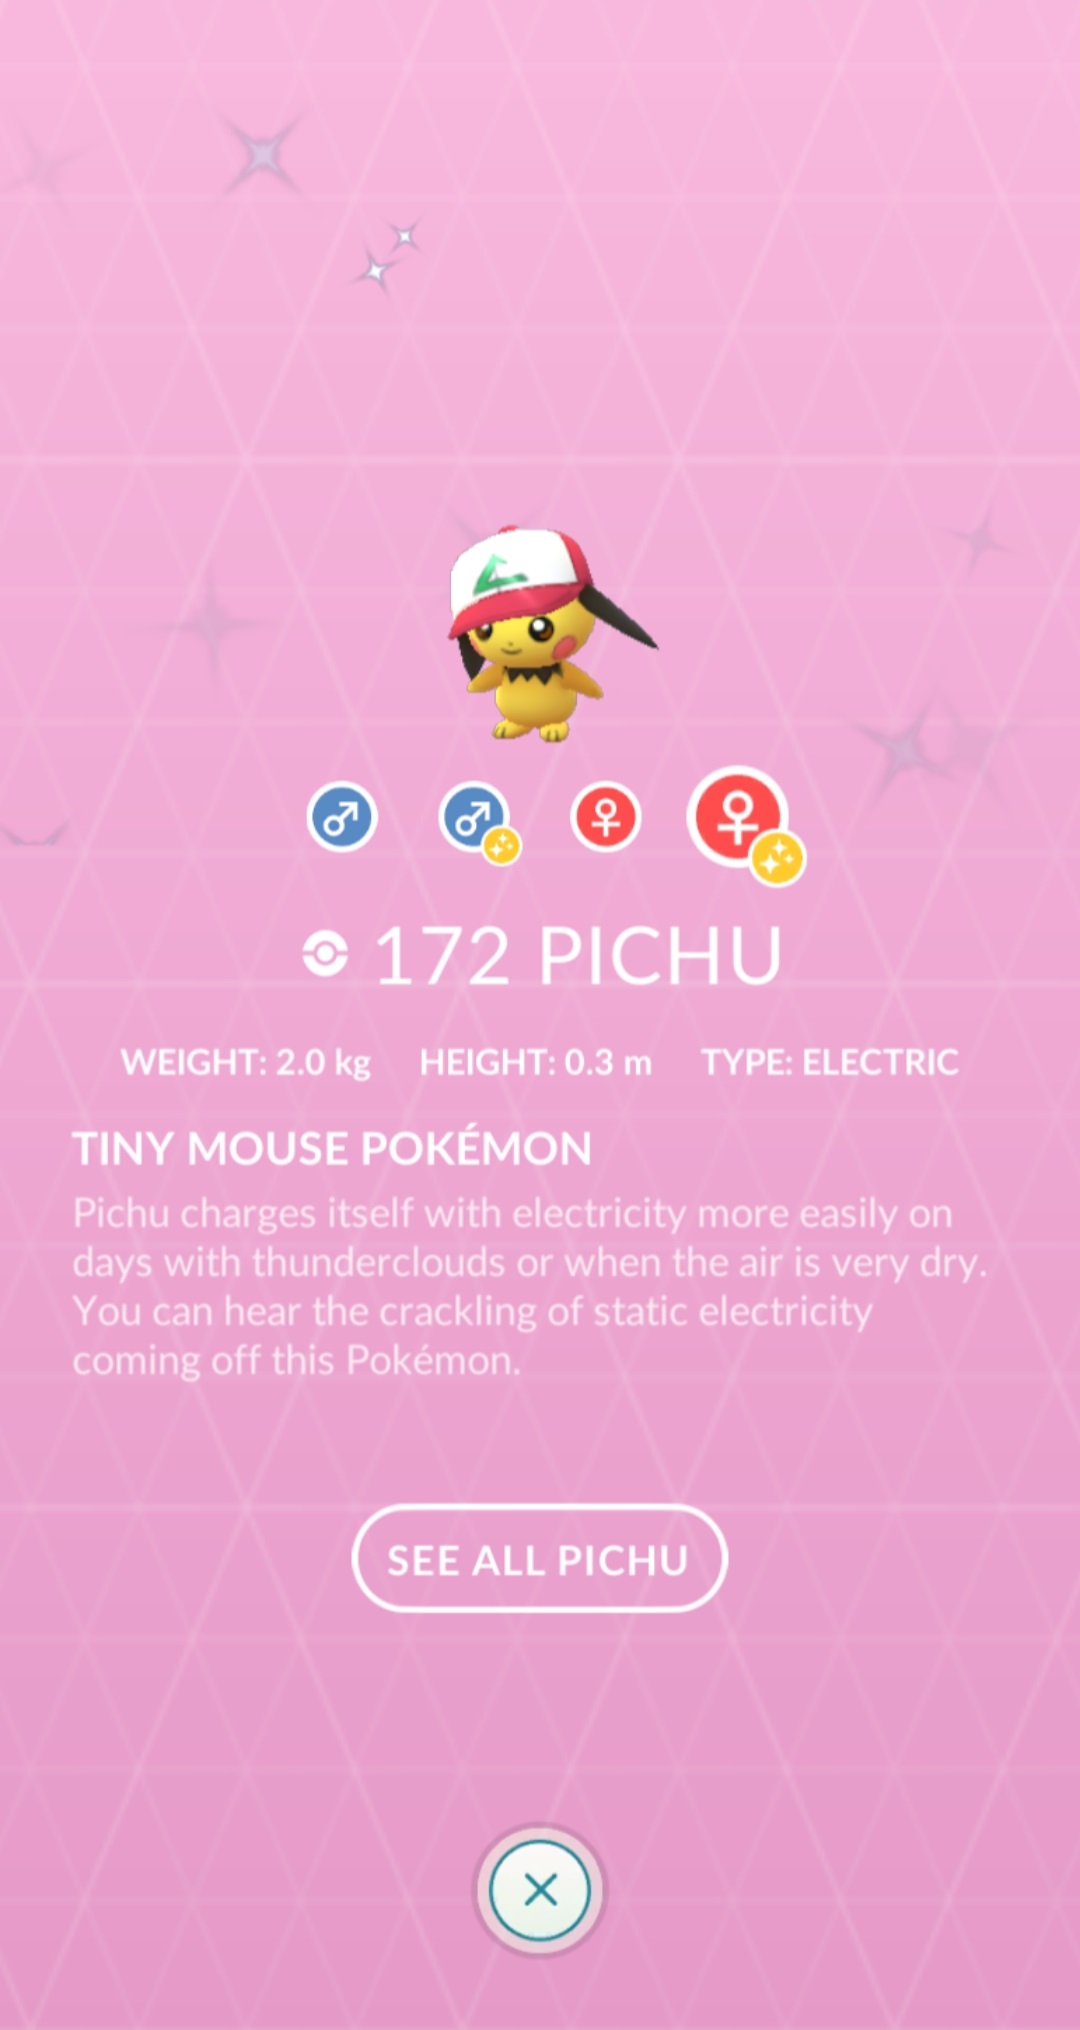 172 PICHU
WEIGHT: 2.0 kg HEIGHT: 0.3 m TYPE: ELECTRIC
TINY MOUSE POKÉMON
Pichu charges itself with electricity more easily on
days with thunderclouds or when the air is very dry.
You can hear the crackling of static electricity
coming off this Pokémon.
SEE ALL PICHU